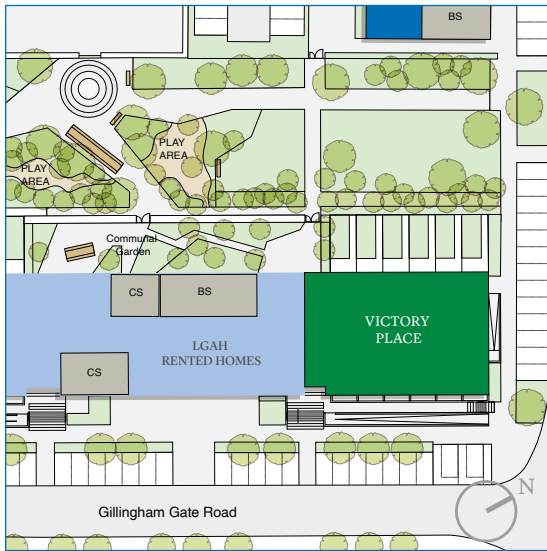 BS
PLAY
AREA
PLAY
AREA
Communal
Garden
CS
BS
VICTORY
PLACE
LGAH
RENTED HOMES
CS
N
Gillingham Gate Road